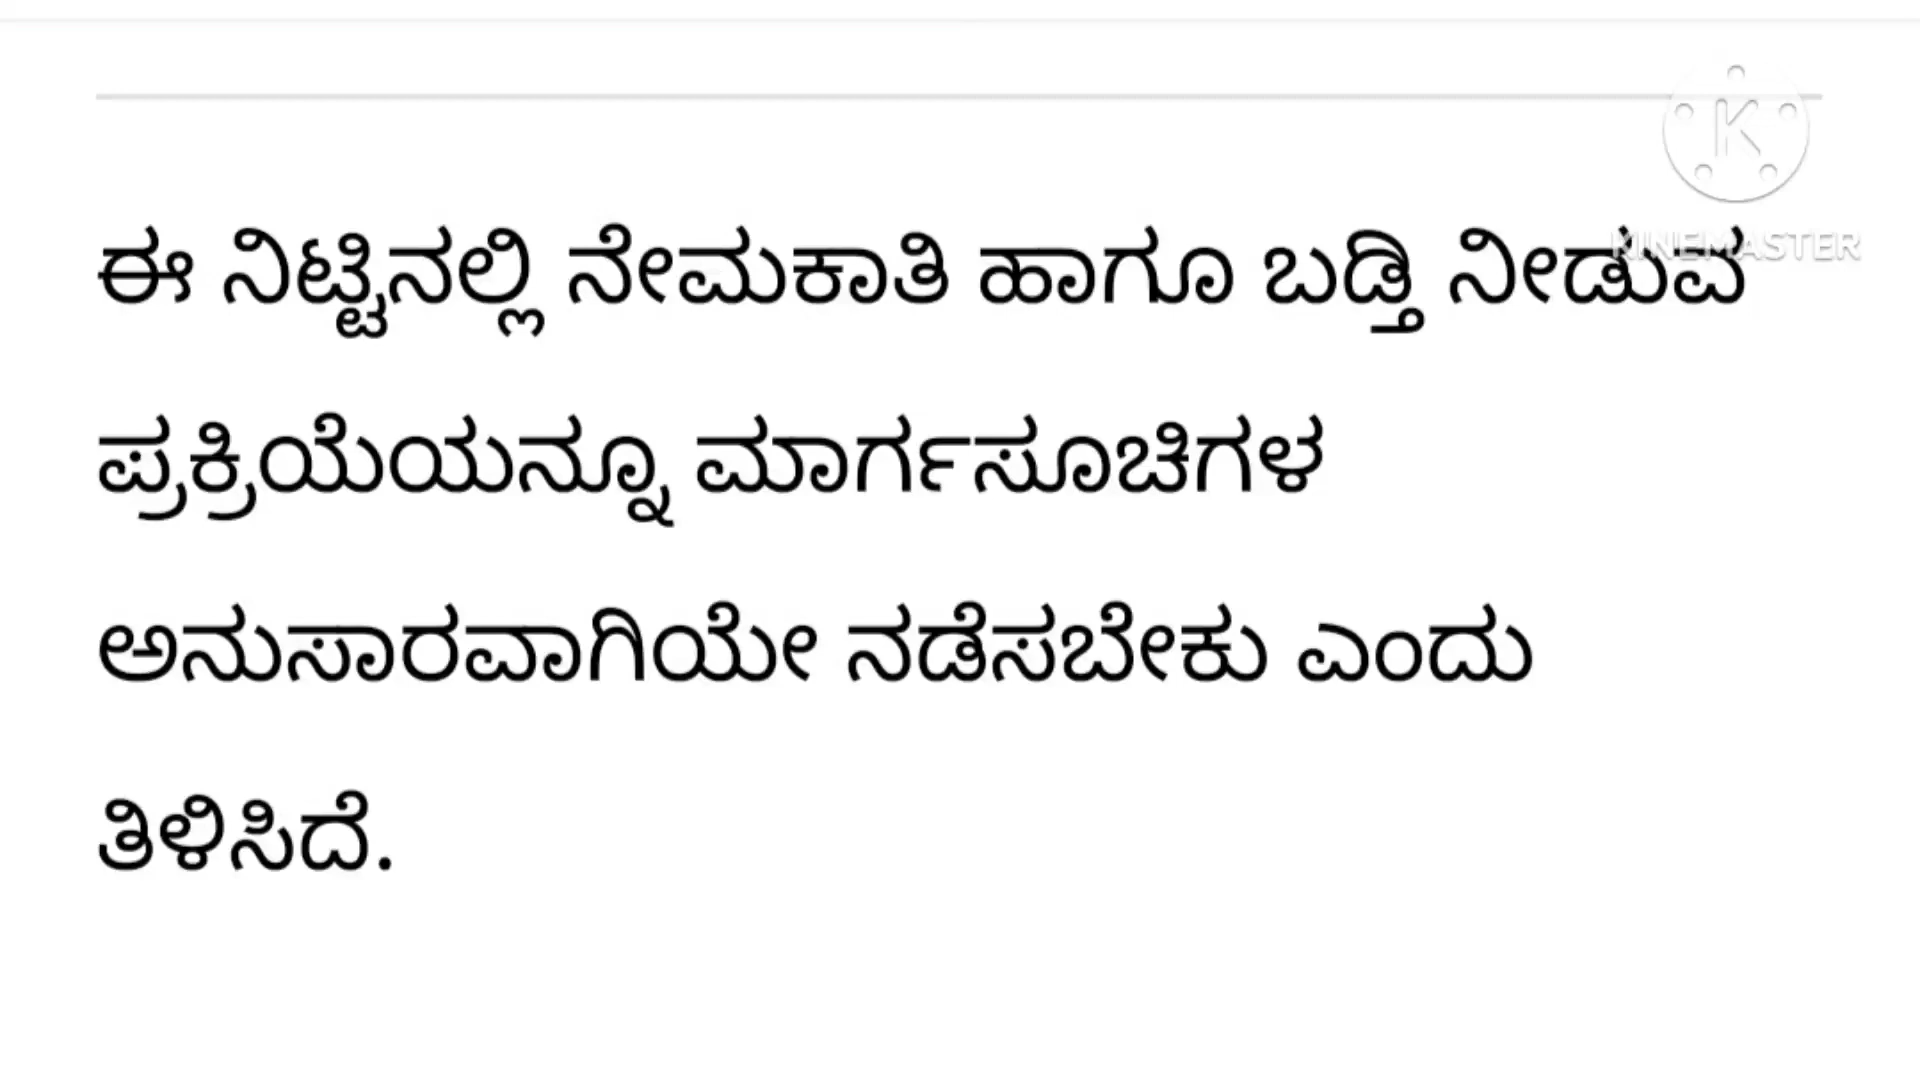 ಈ ನಿಟ್ಟಿನಲ್ಲಿ ನೇಮಕಾತಿ ಹಾಗೂ ಬಡ್ತಿ ನೀಡುವ
ಪ್ರಕ್ರಿಯೆಯನ್ನೂ ಮಾರ್ಗಸೂಚಿಗಳ
ಅನುಸಾರವಾಗಿಯೇ ನಡೆಸಬೇಕು ಎಂದು
ತಿಳಿಸಿದೆ.
K
KINEMASTER